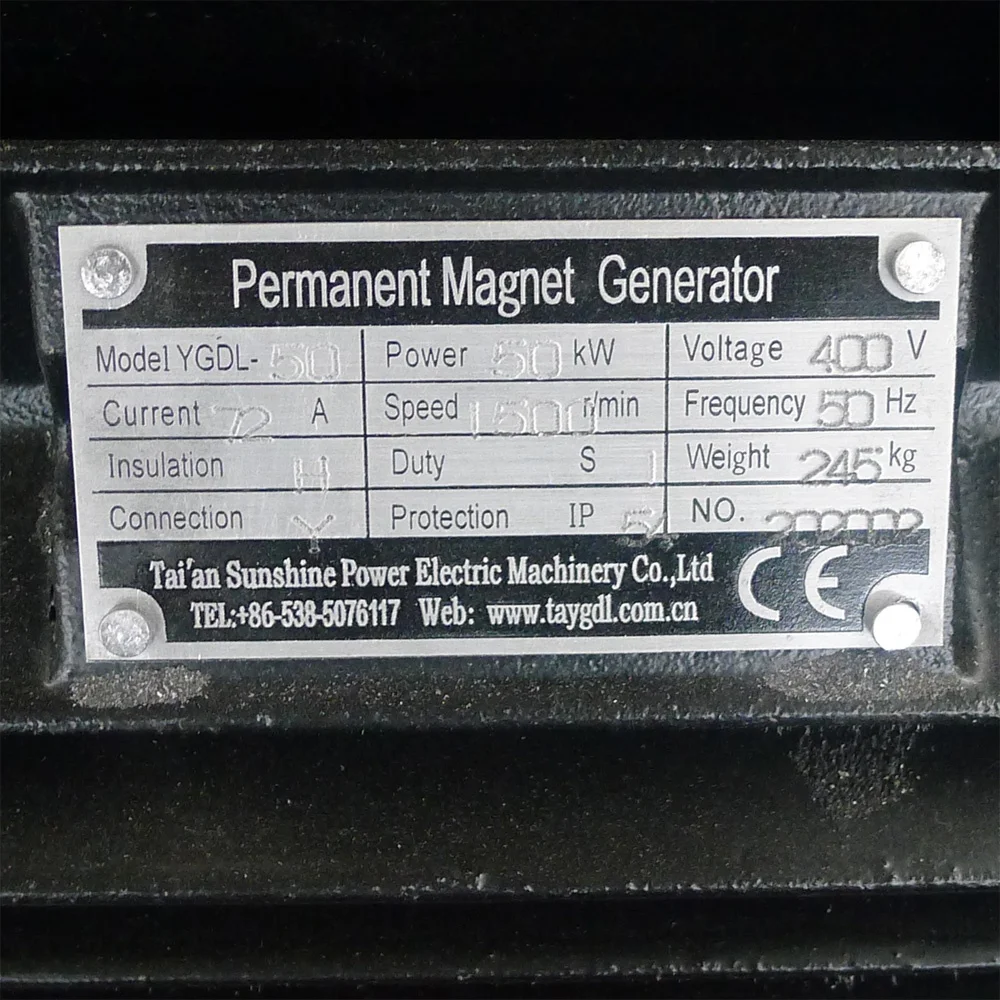 Permanent Magnet Generator
Model YGDL-50 Power 50 kW Voltage 400 V
Current 72 A Speed 1500 r/min Frequency 50 Hz
Insulation H Duty S 1 Weight 245 kg
Connection Y Protection IP 54 NO. 202002
Tai'an Sunshine Power Electric Machinery Co.,Ltd
TEL:+86-538-5076117 Web: www.taygdl.com.cn
CE